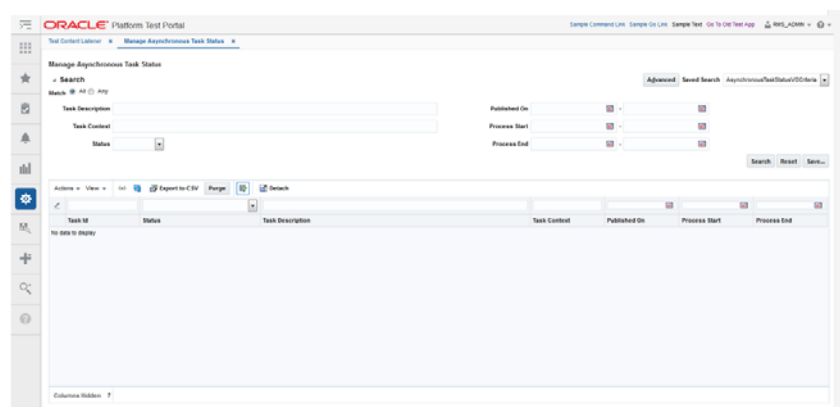 ORACLE® Platform Test Portal Sample Command Link Sample Go Link Sample Text Go To Old Test App RMS_ADMIN
Test Content Listener x Manage Asynchronous Task Status x
Manage Asynchronous Task Status
Search Advanced Saved Search AsynchronousTaskStatusVOCriteria
Match All Any
Task Description Published On -
Task Context Process Start -
Status Process End -
Search Reset Save...
Actions View Export to CSV Purge Detach
Task Id Status Task Description Task Context Published On Process Start Process End
No data to display
Columns Hidden 7